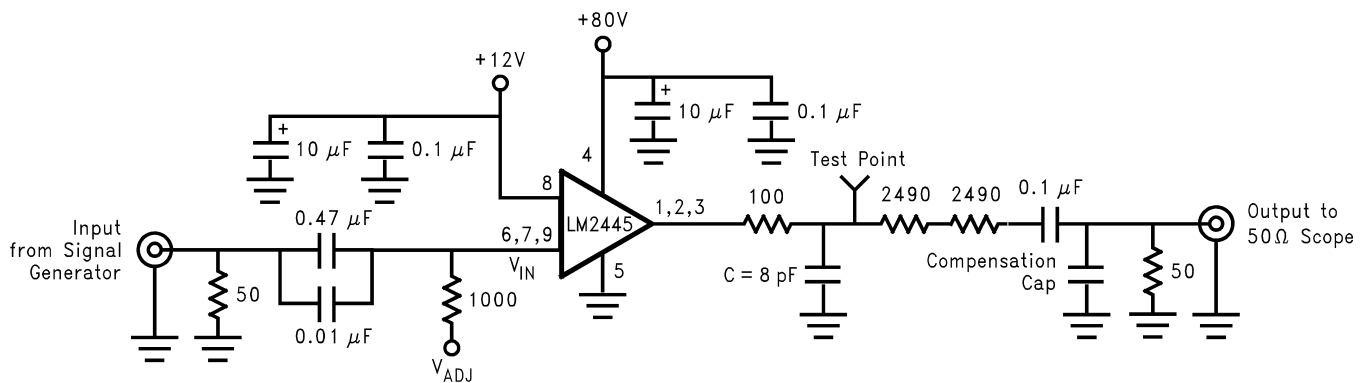 +80V
+12V
+
10 μF
0.1 μF
+
10 μF
0.1 μF
4
8
LM2445
1,2,3
6,7,9
V_IN
5
Test Point
100
2490
2490
0.1 μF
C = 8 pF
Compensation
Cap
50
Output to
50Ω Scope
Input
from Signal
Generator
50
0.47 μF
0.01 μF
1000
V_ADJ